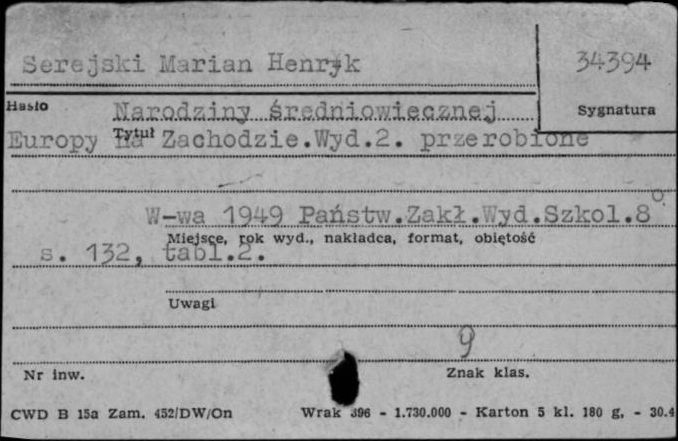 Serejski Marian Henryk
34394
Hasło
Narodziny średniowiecznej
Sygnatura
Tytuł
Europy na Zachodzie.Wyd.2. przerobione
W-wa 1949 Państw.Zakł.Wyd.Szkol.8°
Miejsce, rok wyd., nakładca, format, objętość
s. 132, tabl.2.
Uwagi
9
Nr inw.
Znak klas.
CWD B 15a Zam. 452/DW/On Wrak 396 - 1.730.000 - Karton 5 kl. 180 g. - 30.4